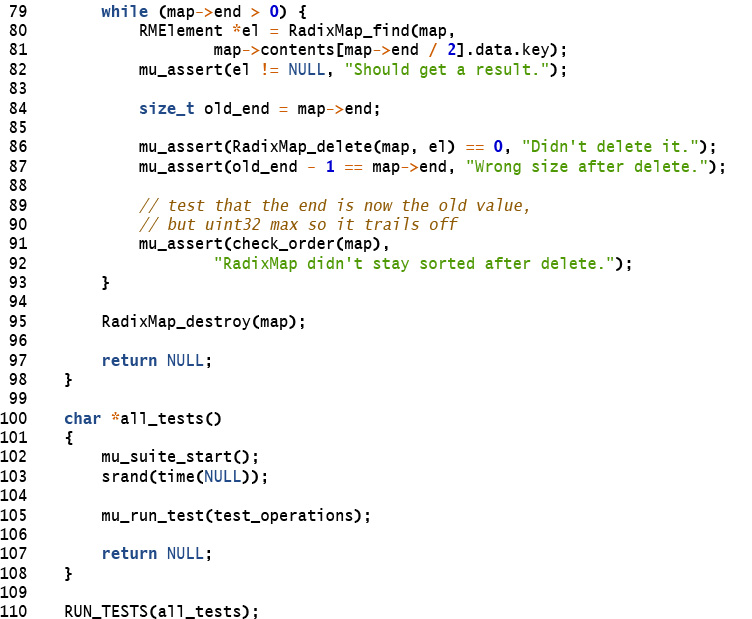 79        while (map->end > 0) {
80            RMElement *el = RadixMap_find(map,
81                    map->contents[map->end / 2].data.key);
82            mu_assert(el != NULL, "Should get a result.");
83
84            size_t old_end = map->end;
85
86            mu_assert(RadixMap_delete(map, el) == 0, "Didn't delete it.");
87            mu_assert(old_end - 1 == map->end, "Wrong size after delete.");
88
89            // test that the end is now the old value,
90            // but uint32 max so it trails off
91            mu_assert(check_order(map),
92                    "RadixMap didn't stay sorted after delete.");
93        }
94
95        RadixMap_destroy(map);
96
97        return NULL;
98    }
99
100    char *all_tests()
101    {
102        mu_suite_start();
103        srand(time(NULL));
104
105        mu_run_test(test_operations);
106
107        return NULL;
108    }
109
110    RUN_TESTS(all_tests);